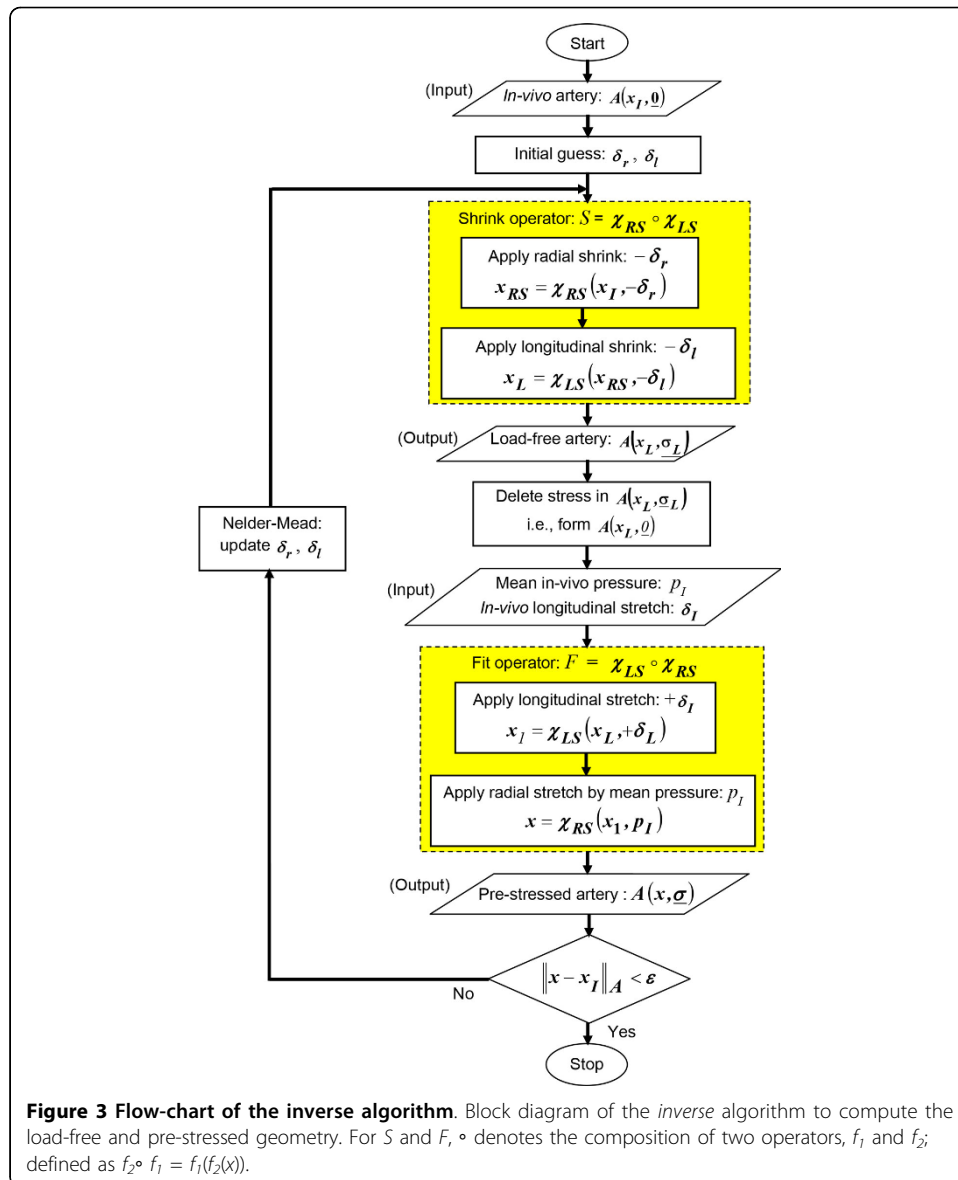 Start
(Input)
In-vivo artery: A(x_I, 0)
Initial guess: δ_r , δ_l
Shrink operator: S = χ_RS ∘ χ_LS
Apply radial shrink: − δ_r
x_RS = χ_RS(x_I,−δ_r)
Apply longitudinal shrink: − δ_l
x_L = χ_LS(x_RS,−δ_l)
(Output)
Load-free artery: A(x_L,σ_L)
Delete stress in A(x_L,σ_L)
i.e., form A(x_L,0)
Nelder-Mead:
update δ_r , δ_l
(Input)
Mean in-vivo pressure: p_I
In-vivo longitudinal stretch: δ_I
Fit operator: F = χ_LS ∘ χ_RS
Apply longitudinal stretch: +δ_I
x_1 = χ_LS(x_L,+δ_L)
Apply radial stretch by mean pressure: p_I
x = χ_RS(x_1, p_I)
(Output)
Pre-stressed artery : A(x,σ)
‖x−x_I‖_A < ε
No
Yes
Stop
Figure 3 Flow-chart of the inverse algorithm. Block diagram of the inverse algorithm to compute the
load-free and pre-stressed geometry. For S and F, ∘ denotes the composition of two operators, f_1 and f_2;
defined as f_2∘ f_1 = f_1(f_2(x)).